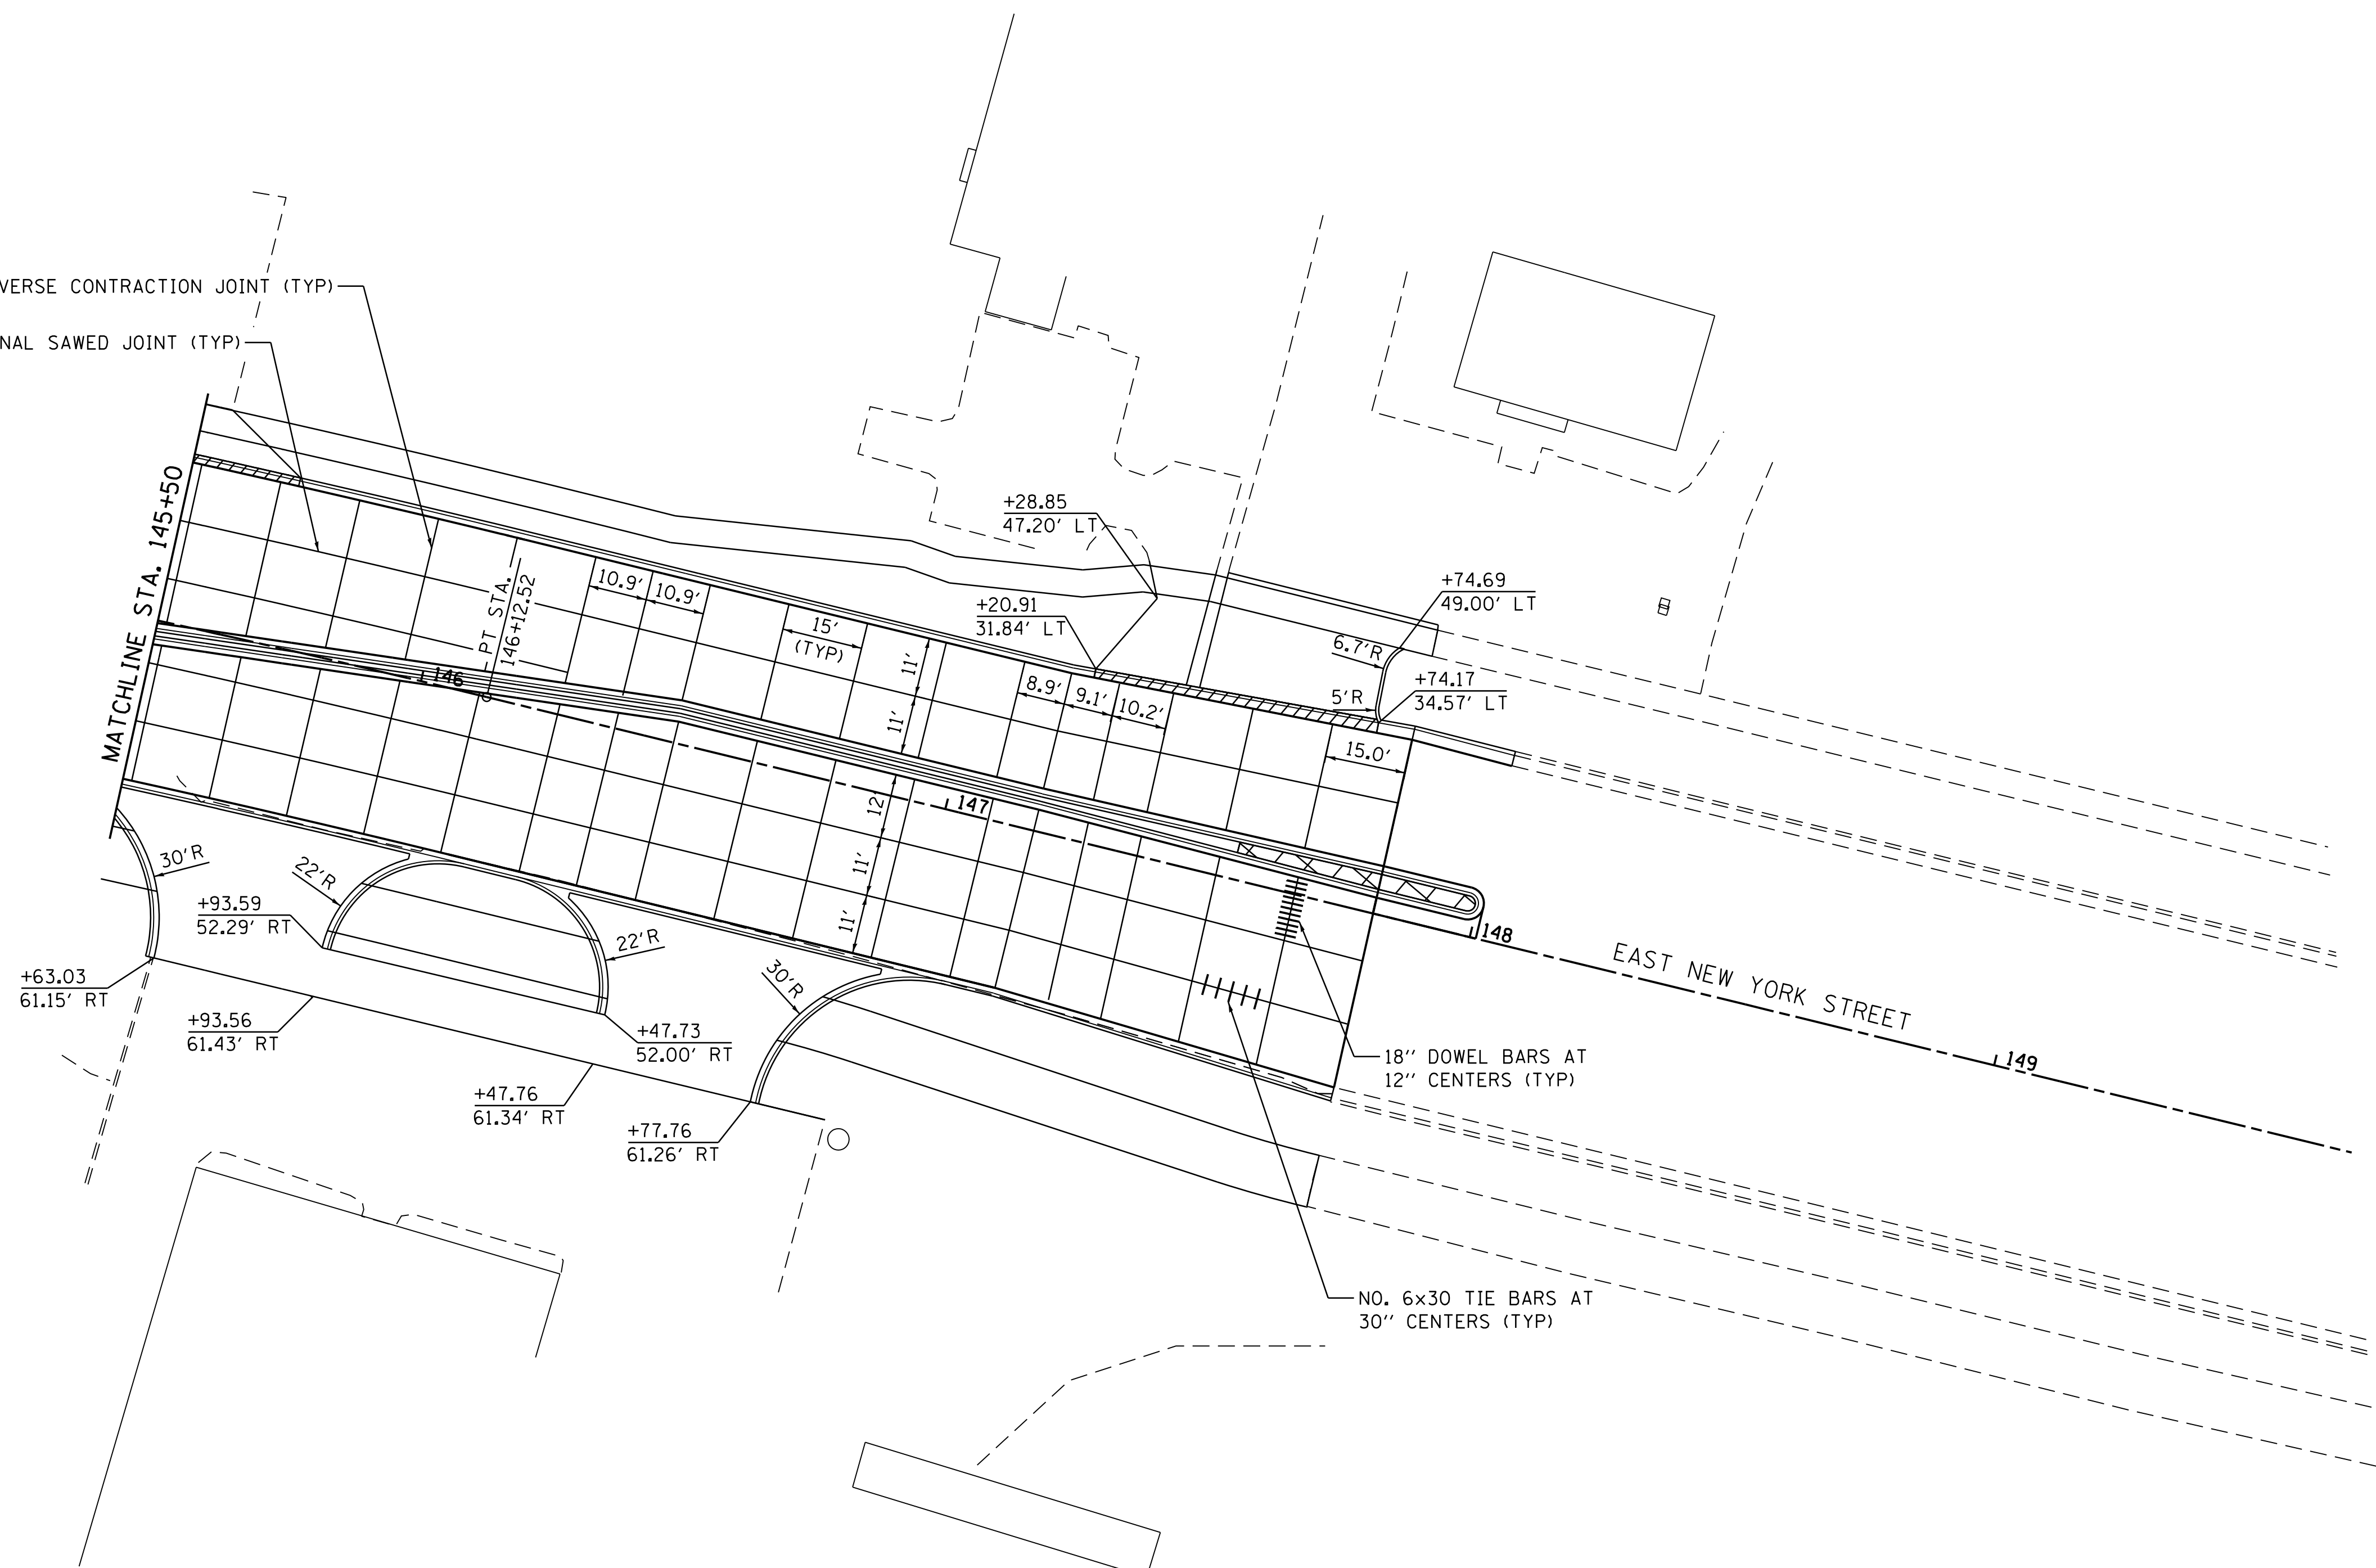 VERSE CONTRACTION JOINT (TYP)
NAL SAWED JOINT (TYP)
MATCHLINE STA. 145+50
PT STA.
146+12.52
10.9'
10.9'
15'
(TYP)
11'
11'
+28.85
47.20' LT
+20.91
31.84' LT
8.9'
9.1'
10.2'
+74.69
49.00' LT
6.7'R
+74.17
34.57' LT
5'R
15.0'
146
147
148
149
12'
11'
11'
EAST NEW YORK STREET
30'R
22'R
+93.59
52.29' RT
22'R
30'R
+63.03
61.15' RT
+93.56
61.43' RT
+47.73
52.00' RT
+47.76
61.34' RT
+77.76
61.26' RT
18" DOWEL BARS AT
12" CENTERS (TYP)
NO. 6x30 TIE BARS AT
30" CENTERS (TYP)